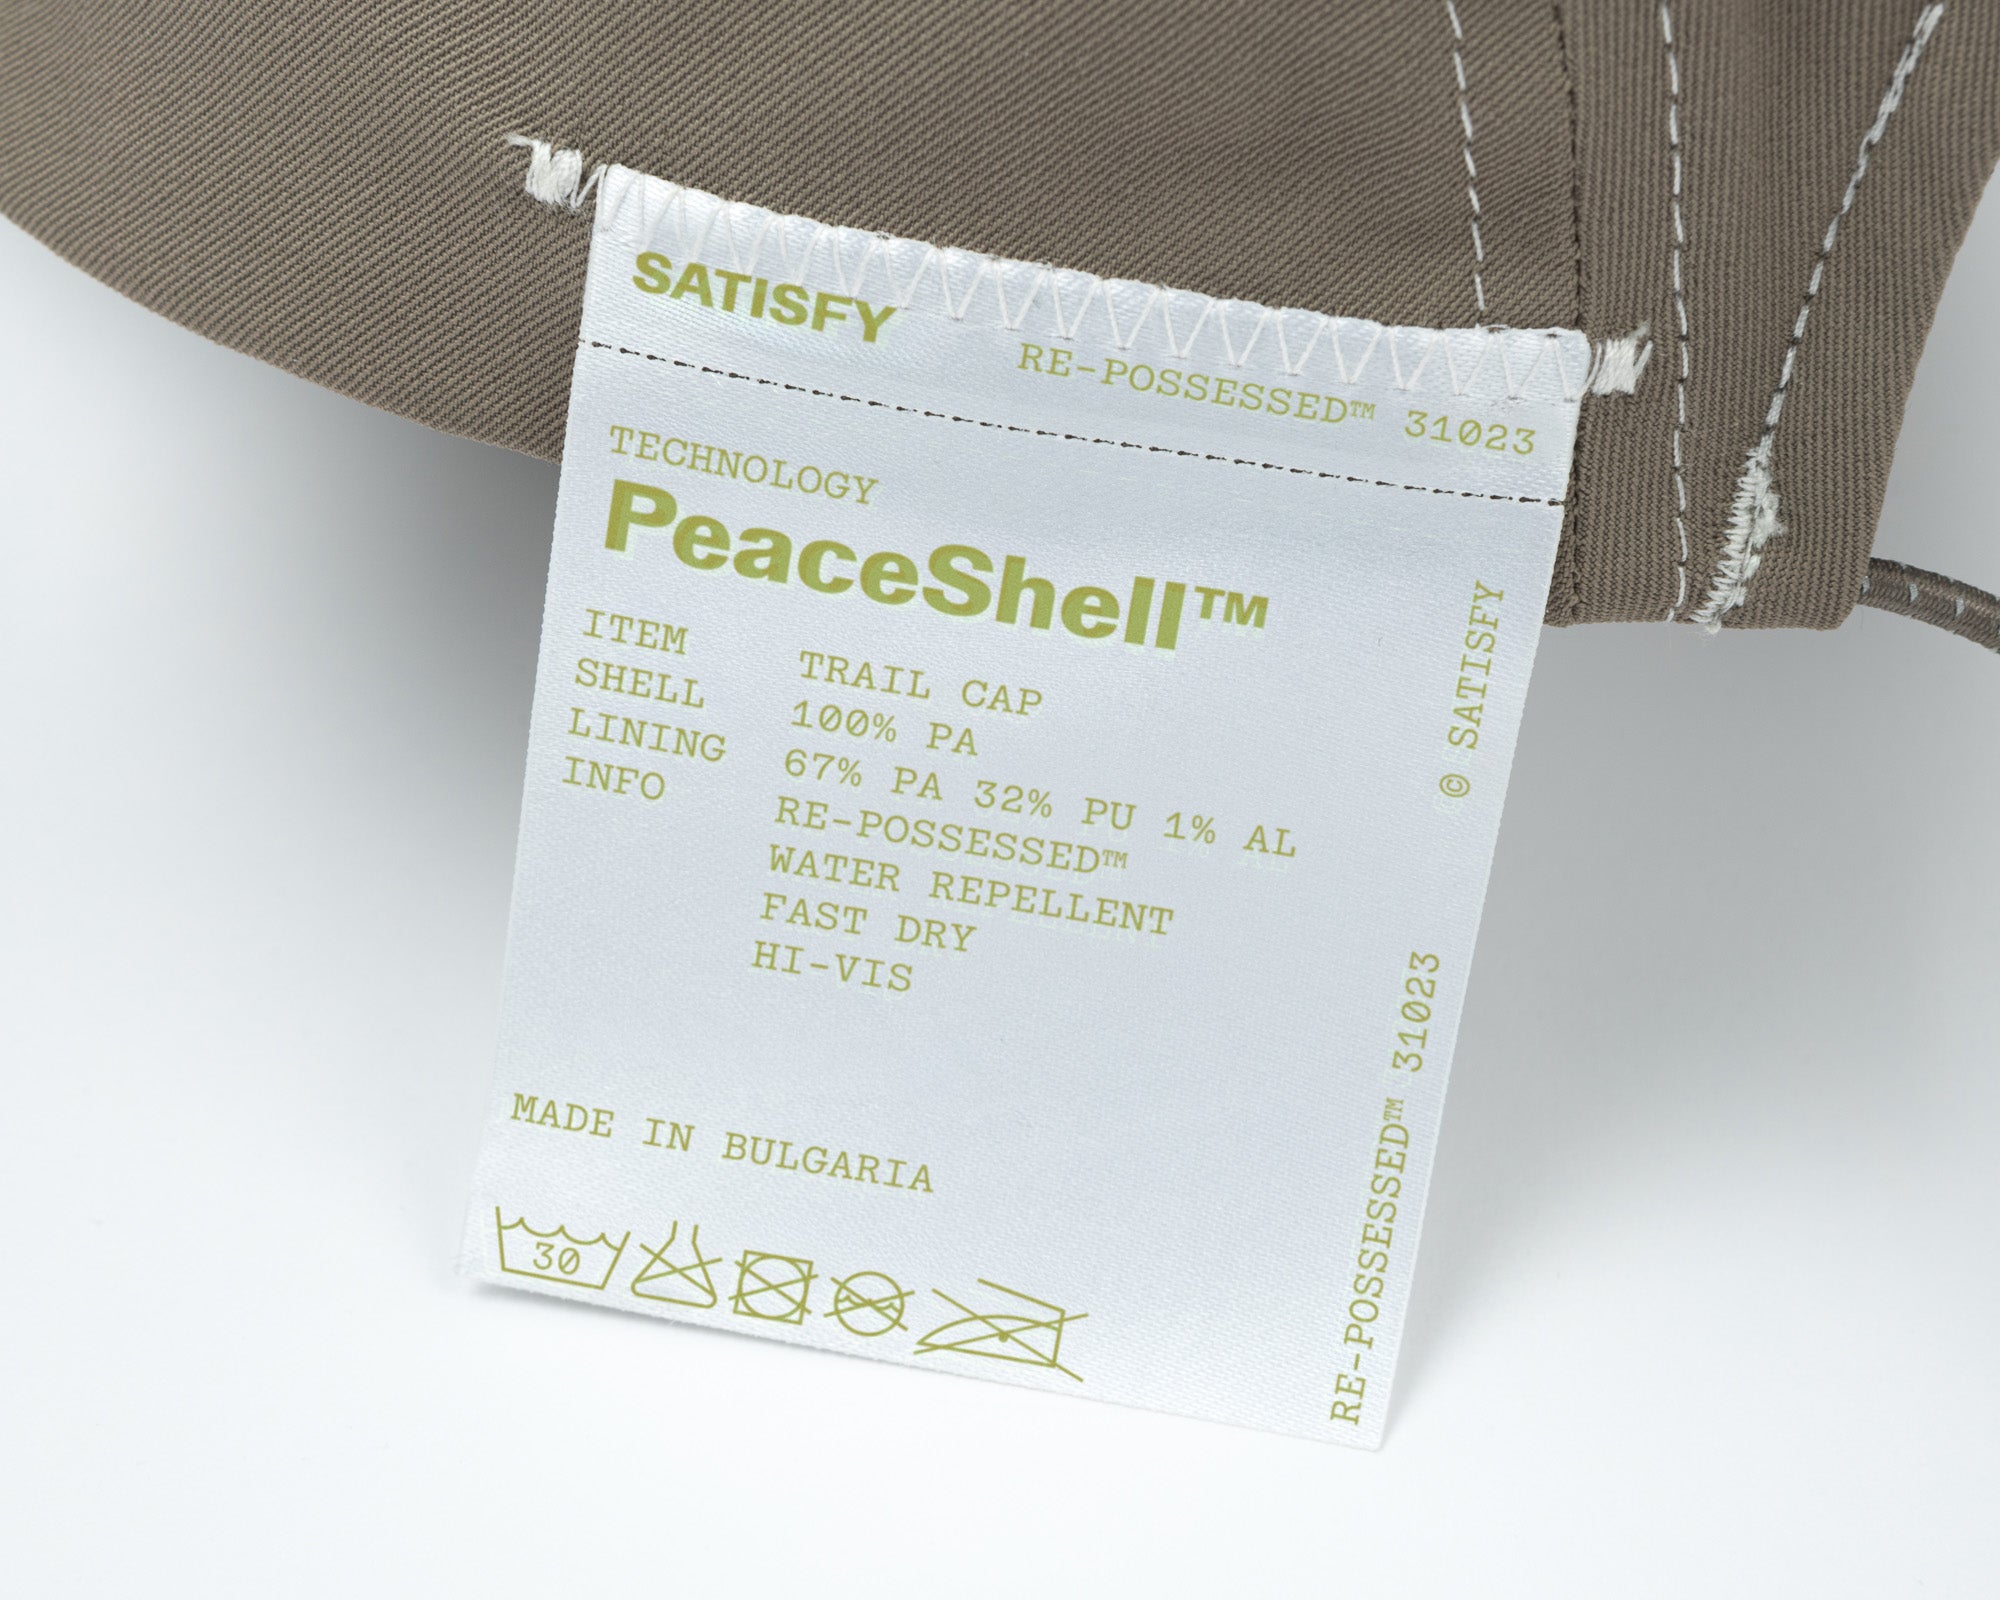 SATISFY
RE-POSSESSED™ 31023
TECHNOLOGY
PeaceShell™
ITEM TRAIL CAP
SHELL 100% PA
LINING 67% PA 32% PU 1% AL
INFO RE-POSSESSED™
WATER REPELLENT
FAST DRY
HI-VIS
MADE IN BULGARIA
30
© SATISFY
RE-POSSESSED™ 31023